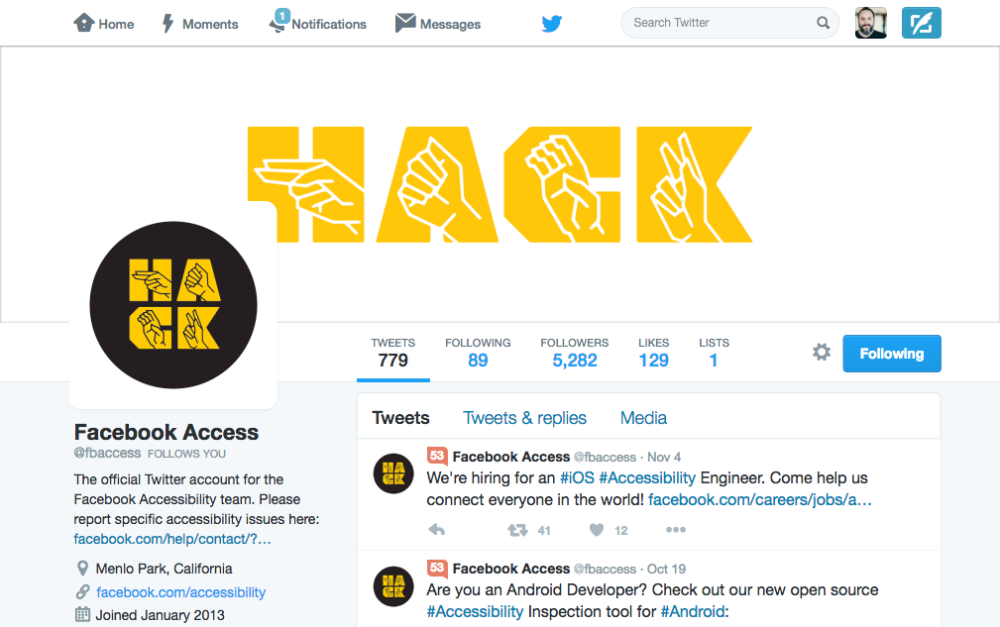 Home
Moments
1
Notifications
Messages
Search Twitter
HACK
HA
CK
TWEETS
779
FOLLOWING
89
FOLLOWERS
5,282
LIKES
129
LISTS
1
Following
Facebook Access
@fbaccess FOLLOWS YOU
The official Twitter account for the
Facebook Accessibility team. Please
report specific accessibility issues here:
facebook.com/help/contact/?…
Menlo Park, California
facebook.com/accessibility
Joined January 2013
Tweets
Tweets & replies
Media
HA
CK
53 Facebook Access @fbaccess · Nov 4
We're hiring for an #iOS #Accessibility Engineer. Come help us
connect everyone in the world! facebook.com/careers/jobs/a…
41
12
HA
CK
53 Facebook Access @fbaccess · Oct 19
Are you an Android Developer? Check out our new open source
#Accessibility Inspection tool for #Android: